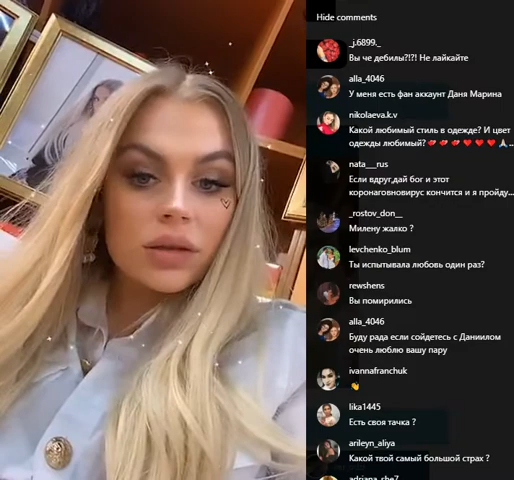 Hide comments
_j.6899._
Вы че дебилы?!?! Не лайкайте
alla_4046
У меня есть фан аккаунт Даня Марина
nikolaeva.k.v
Какой любимый стиль в одежде? И цвет
одежды любимый?💋💋💋❤️❤️❤️🙏..
nata___rus
Если вдруг,дай бог и этот
коронаговновирус кончится и я пройду...
_rostov_don__
Милену жалко ?
levchenko_blum
Ты испытывала любовь один раз?
rewshens
Вы помирились
alla_4046
Буду рада если сойдетесь с Даниилом
очень люблю вашу пару
ivannafranchuk
👏
lika1445
Есть своя тачка ?
arileyn_aliya
Какой твой самый большой страх ?